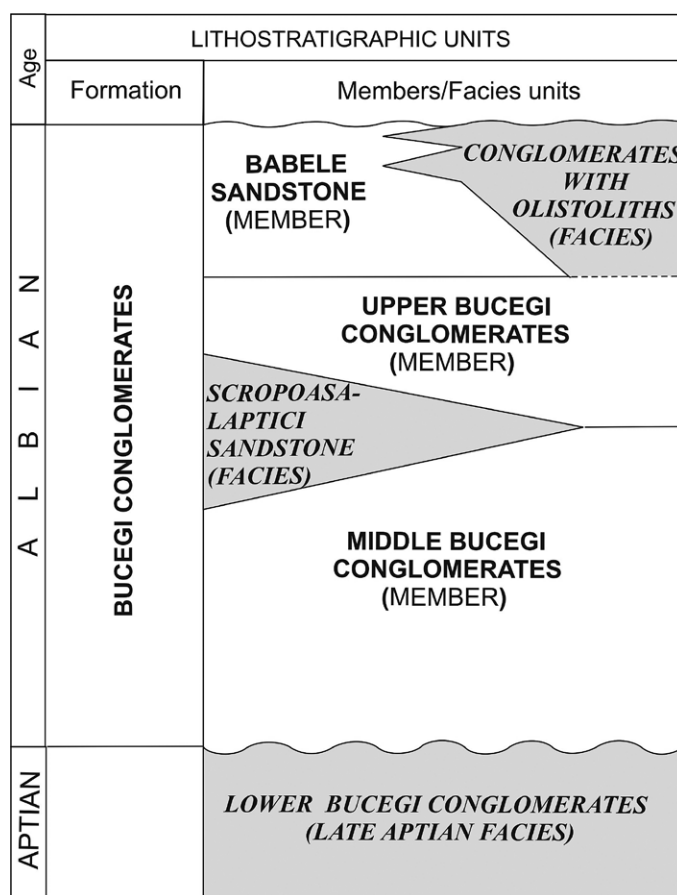 Age
LITHOSTRATIGRAPHIC UNITS
Formation
Members/Facies units
ALBIAN
BUCEGI CONGLOMERATES
BABELE
SANDSTONE
(MEMBER)
CONGLOMERATES
WITH
OLISTOLITHS
(FACIES)
UPPER BUCEGI
CONGLOMERATES
(MEMBER)
SCROPOASA-
LAPTICI
SANDSTONE
(FACIES)
MIDDLE BUCEGI
CONGLOMERATES
(MEMBER)
APTIAN
LOWER BUCEGI CONGLOMERATES
(LATE APTIAN FACIES)